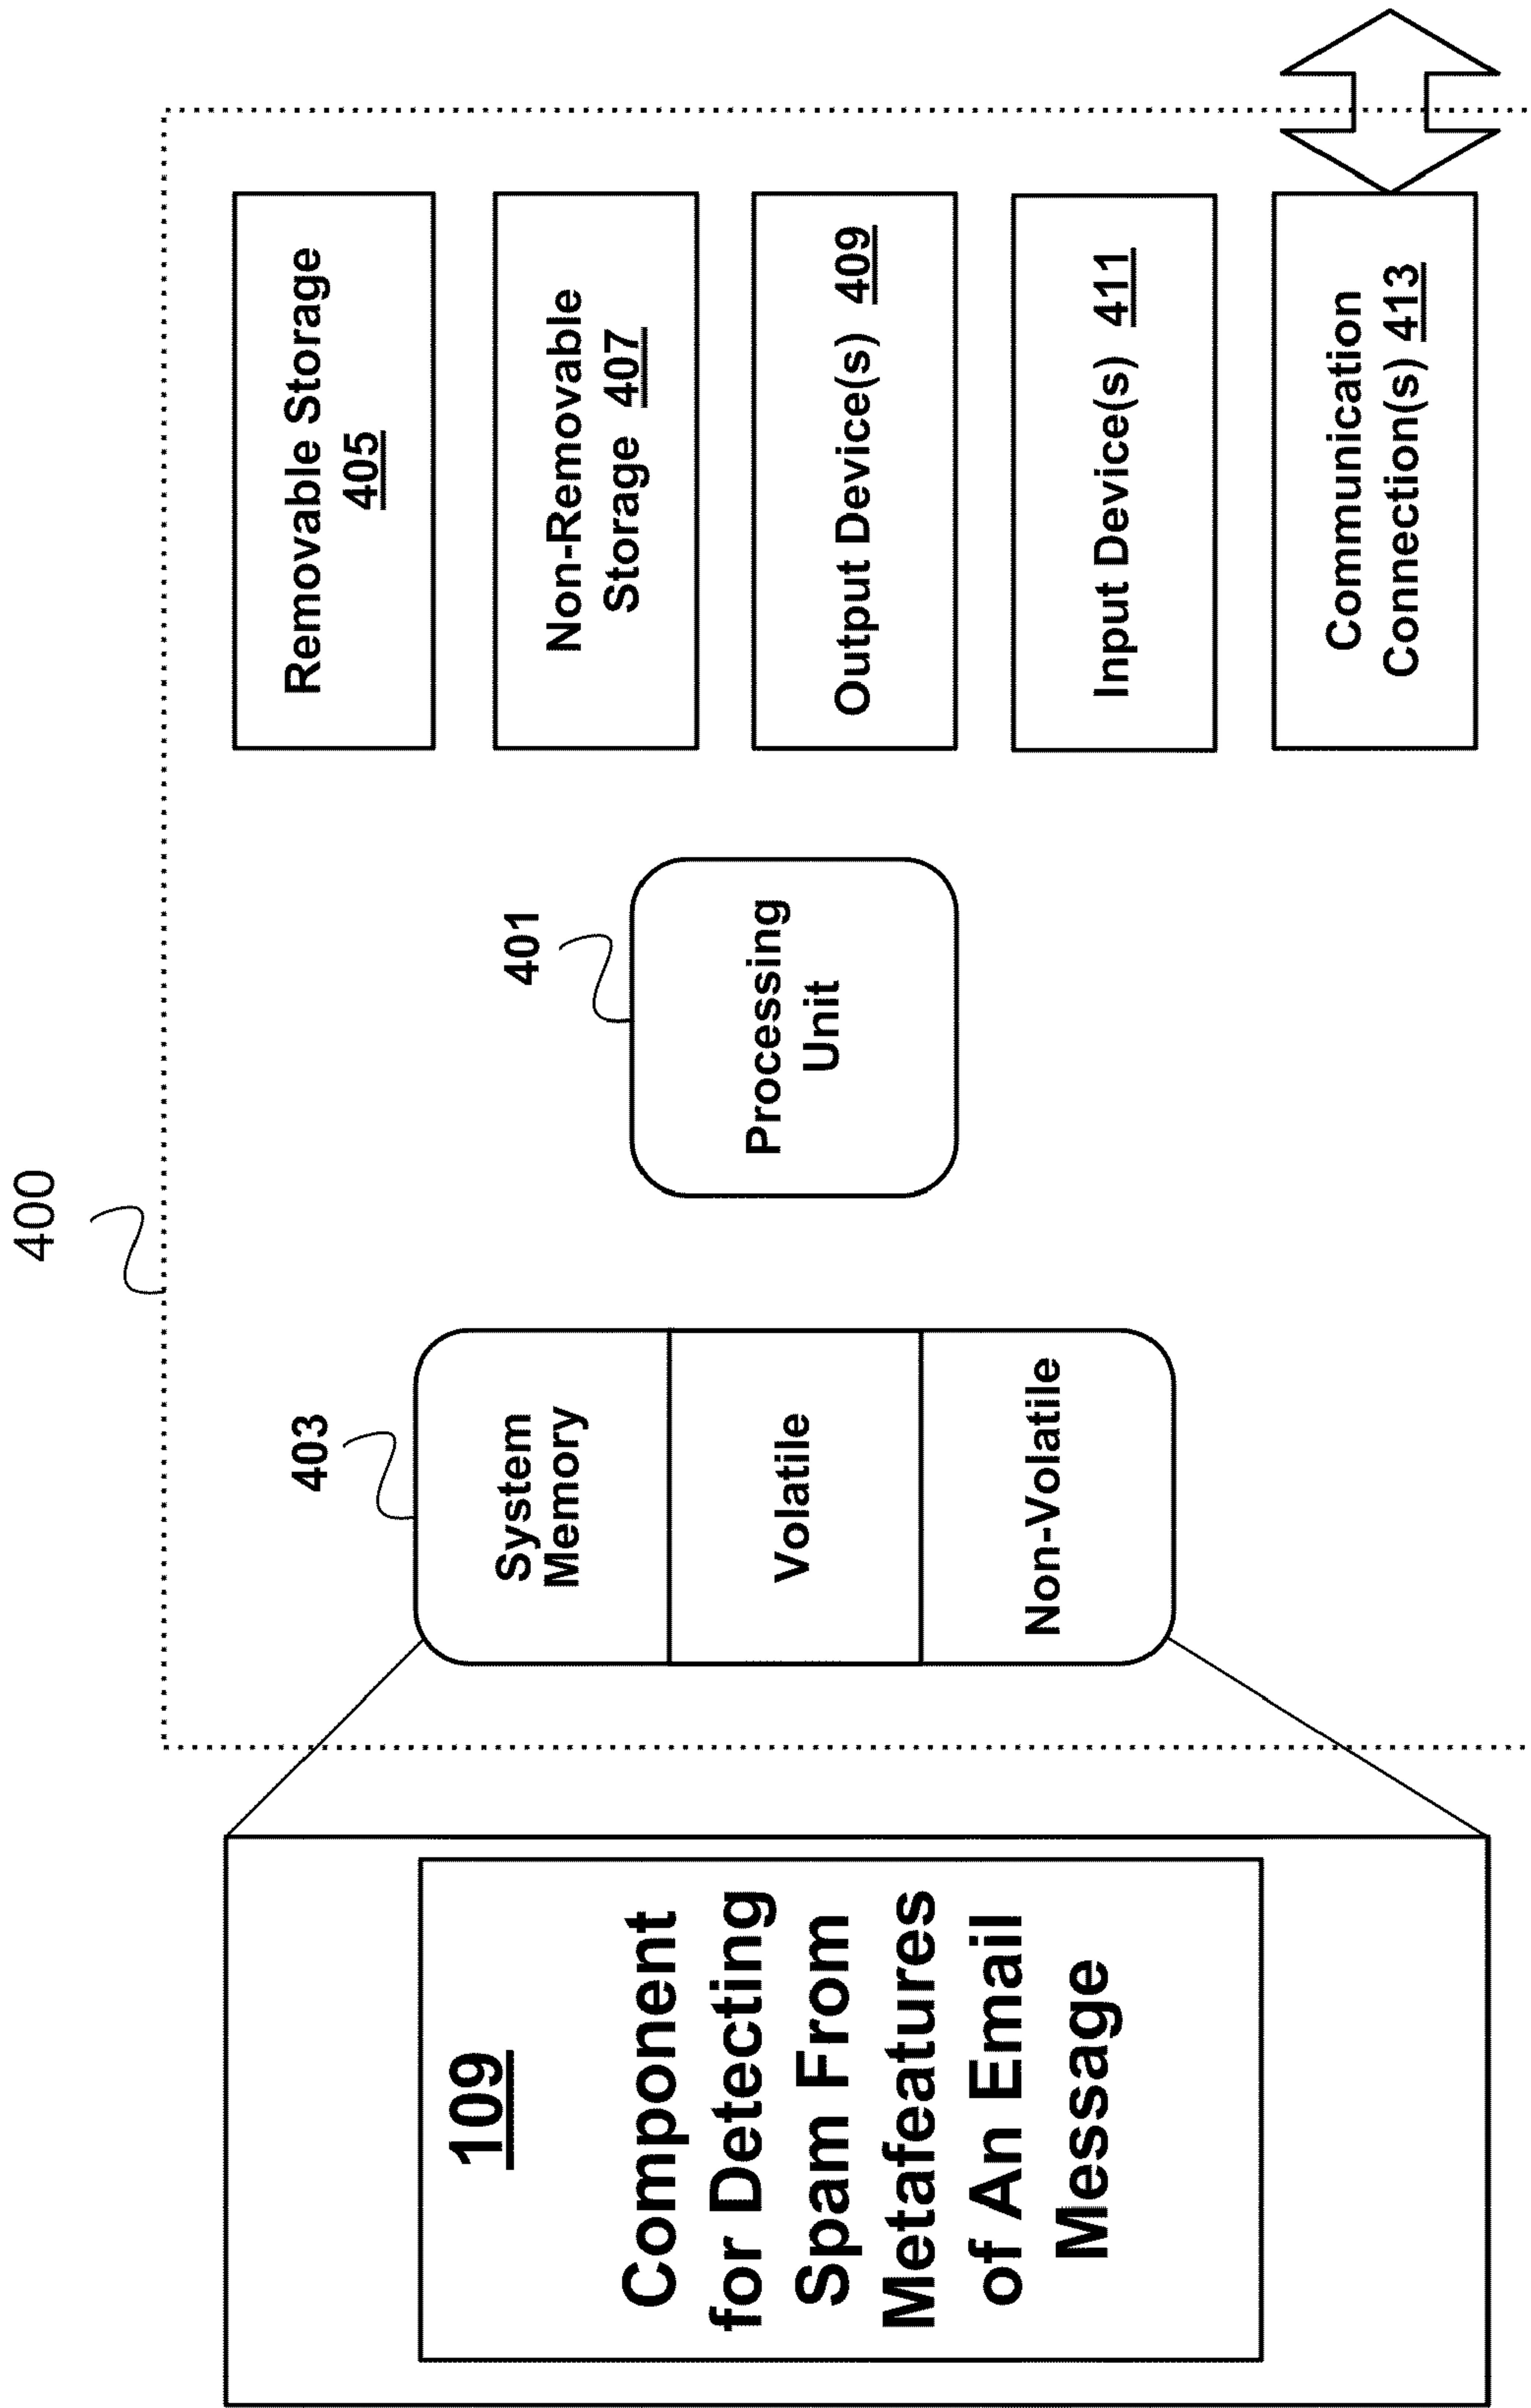 400
109
Component
for Detecting
Spam From
Metafeatures
of An Email
Message
403
System
Memory
Volatile
Non-Volatile
401
Processing
Unit
Removable Storage
405
Non-Removable
Storage 407
Output Device(s) 409
Input Device(s) 411
Communication
Connection(s) 413